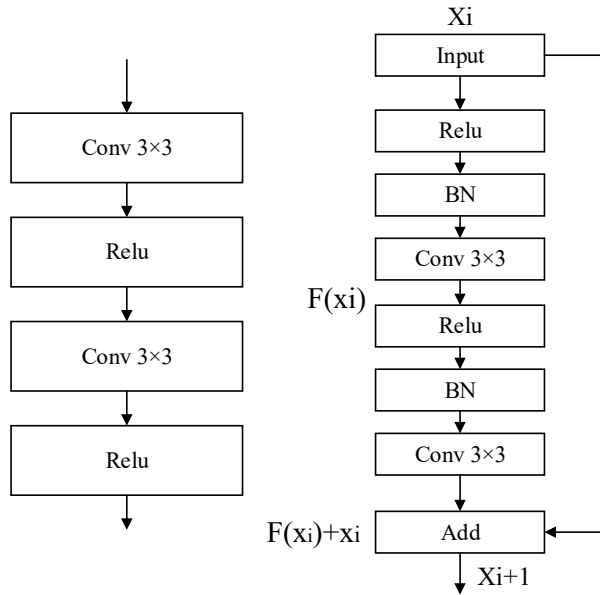 Conv 3×3
Relu
Conv 3×3
Relu
Xi
Input
Relu
BN
Conv 3×3
F(xi)
Relu
BN
Conv 3×3
F(xi)+xi
Add
Xi+1